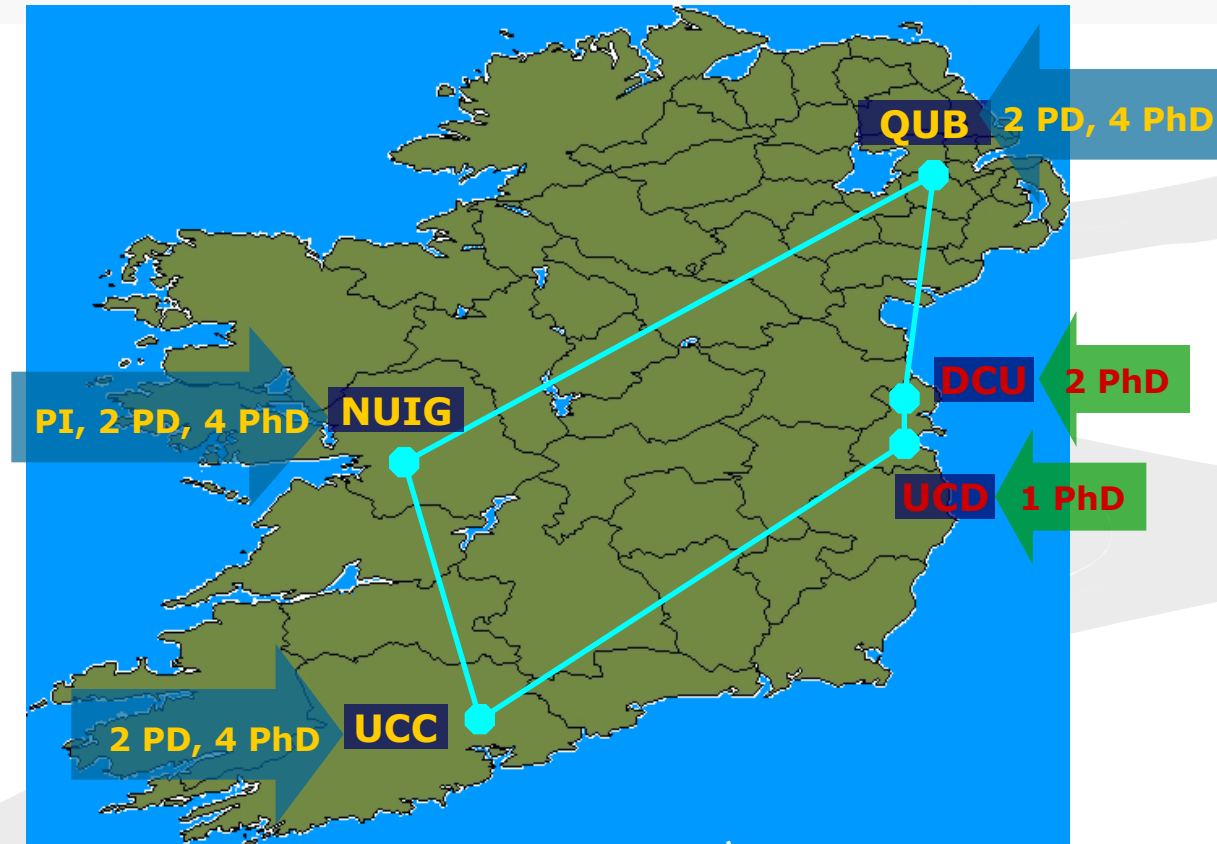 QUB
2 PD, 4 PhD
DCU
2 PhD
NUIG
PI, 2 PD, 4 PhD
UCD
1 PhD
UCC
2 PD, 4 PhD